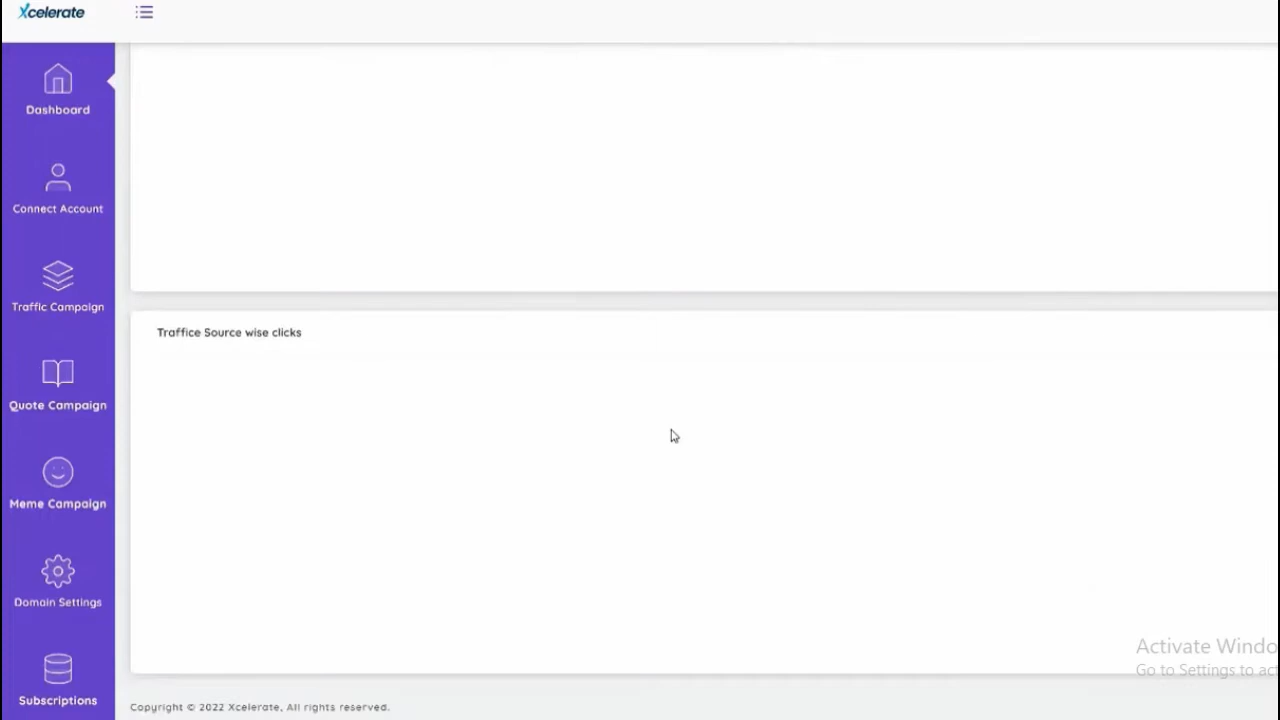 Xcelerate
Dashboard
Connect Account
Traffic Campaign
Traffice Source wise clicks
Quote Campaign
Meme Campaign
Domain Settings
Activate Windo
Go to Settings to act
Subscriptions
Copyright © 2022 Xcelerate, All rights reserved.